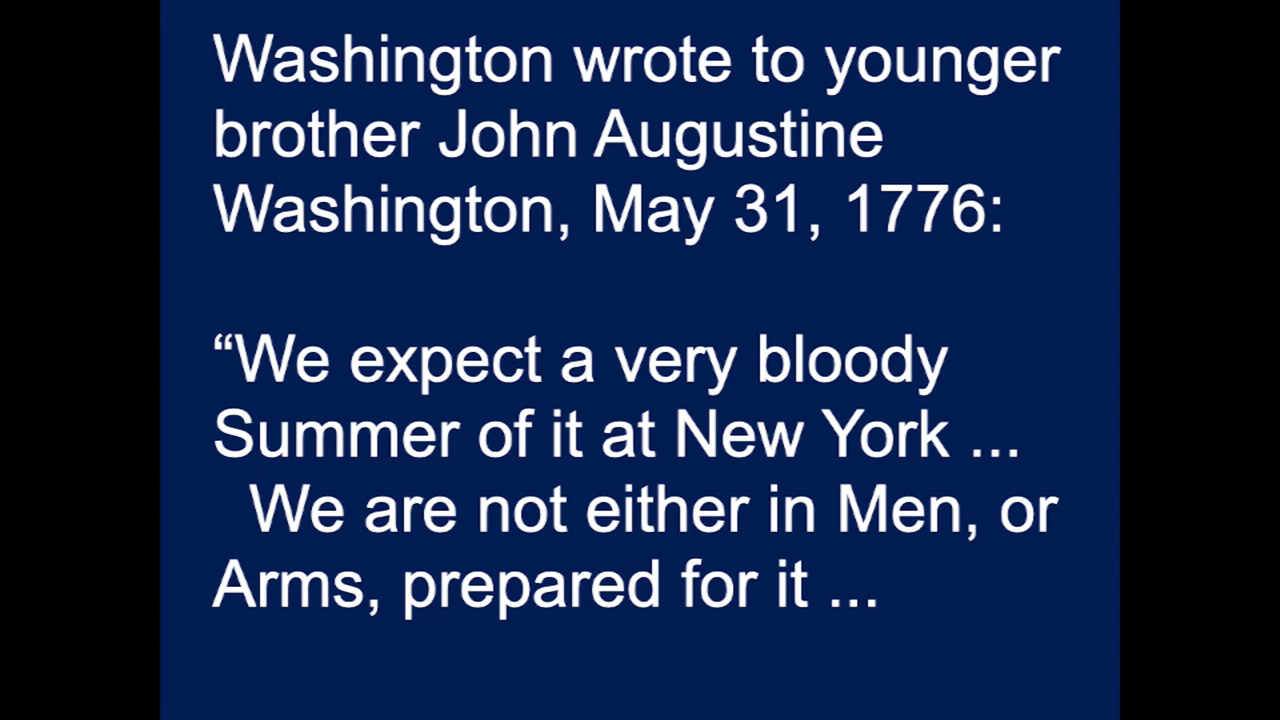 Washington wrote to younger
brother John Augustine
Washington, May 31, 1776:
“We expect a very bloody
Summer of it at New York ...
We are not either in Men, or
Arms, prepared for it ...